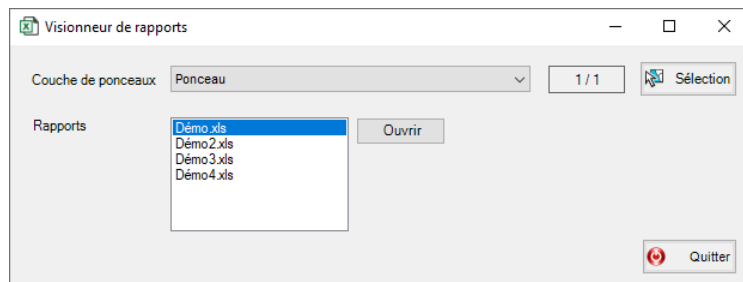 Visionneur de rapports
Couche de ponceaux Ponceau 1 / 1 Sélection
Rapports Démo.xls Ouvrir
Démo2.xls
Démo3.xls
Démo4.xls
Quitter